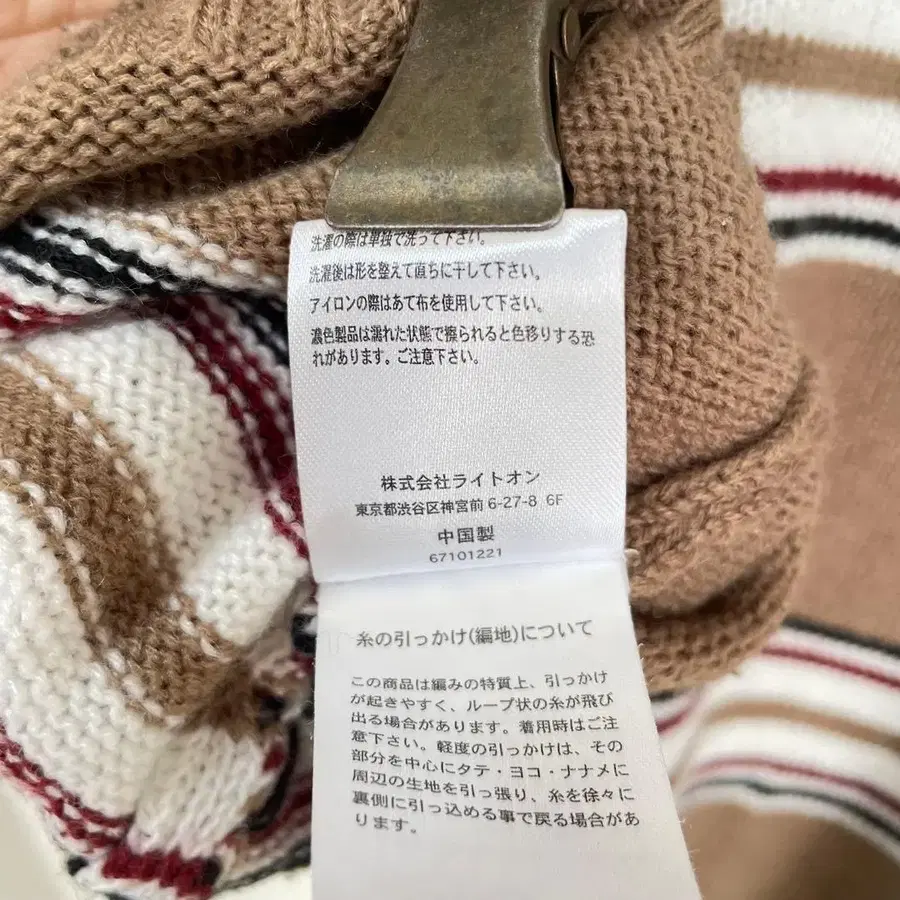 洗濯の際は単独で洗って下さい。
洗濯後は形を整えて直ちに干して下さい。
アイロンの際はあて布を使用して下さい。
濃色製品は濡れた状態で擦られると色移りする恐
れがあります。ご注意下さい。
株式会社ライトオン
東京都渋谷区神宮前 6-27-8 6F
中国製
67101221
糸の引っかけ(編地)について
この商品は編みの特質上、引っかけ
が起きやすく、ループ状の糸が飛び
出る場合があります。着用時はご注
意下さい。軽度の引っかけは、その
部分を中心にタテ・ヨコ・ナナメに
周辺の生地を引っ張り、糸を徐々に
裏側に引っ込める事で戻る場合があ
ります。